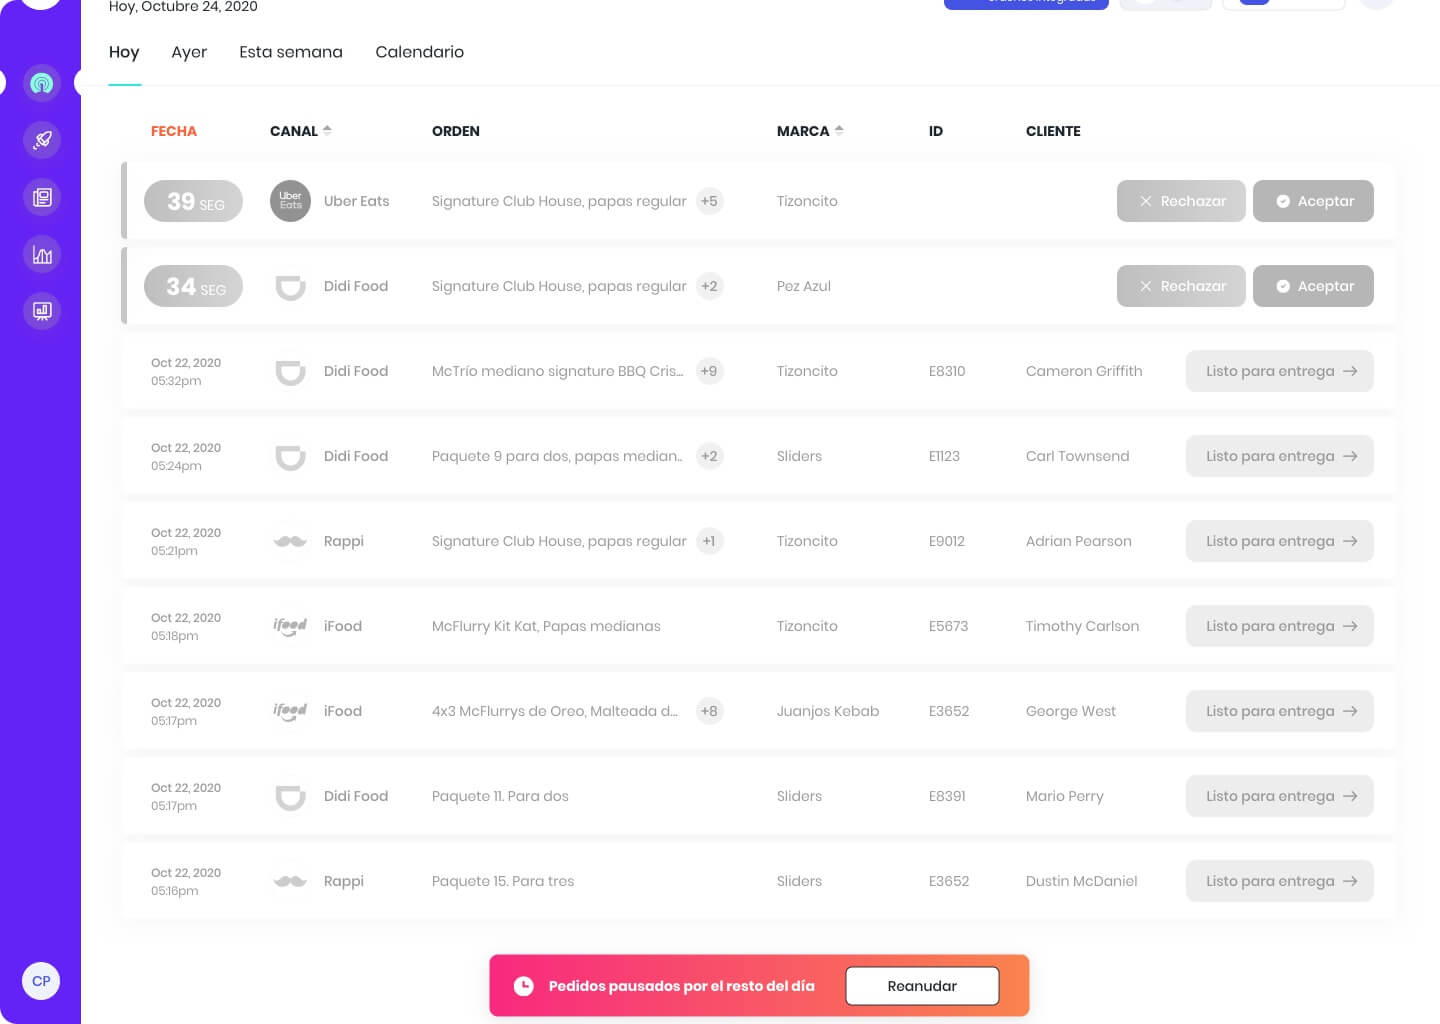 Hoy, Octubre 24, 2020
Hoy Ayer Esta semana Calendario
FECHA CANAL ORDEN MARCA ID CLIENTE
39 SEG Uber Eats Uber Eats Signature Club House, papas regular +5 Tizoncito Rechazar Aceptar
34 SEG Didi Food Signature Club House, papas regular +2 Pez Azul Rechazar Aceptar
Oct 22, 2020
05:32pm
Didi Food McTrío mediano signature BBQ Cris... +9 Tizoncito E8310 Cameron Griffith Listo para entrega
Oct 22, 2020
05:24pm
Didi Food Paquete 9 para dos, papas median.. +2 Sliders E1123 Carl Townsend Listo para entrega
Oct 22, 2020
05:21pm
Rappi Signature Club House, papas regular +1 Tizoncito E9012 Adrian Pearson Listo para entrega
Oct 22, 2020
05:18pm
ifood iFood McFlurry Kit Kat, Papas medianas Tizoncito E5673 Timothy Carlson Listo para entrega
Oct 22, 2020
05:17pm
ifood iFood 4x3 McFlurrys de Oreo, Malteada d... +8 Juanjos Kebab E3652 George West Listo para entrega
Oct 22, 2020
05:17pm
Didi Food Paquete 11. Para dos Sliders E8391 Mario Perry Listo para entrega
Oct 22, 2020
05:16pm
Rappi Paquete 15. Para tres Sliders E3652 Dustin McDaniel Listo para entrega
CP
Pedidos pausados por el resto del día Reanudar